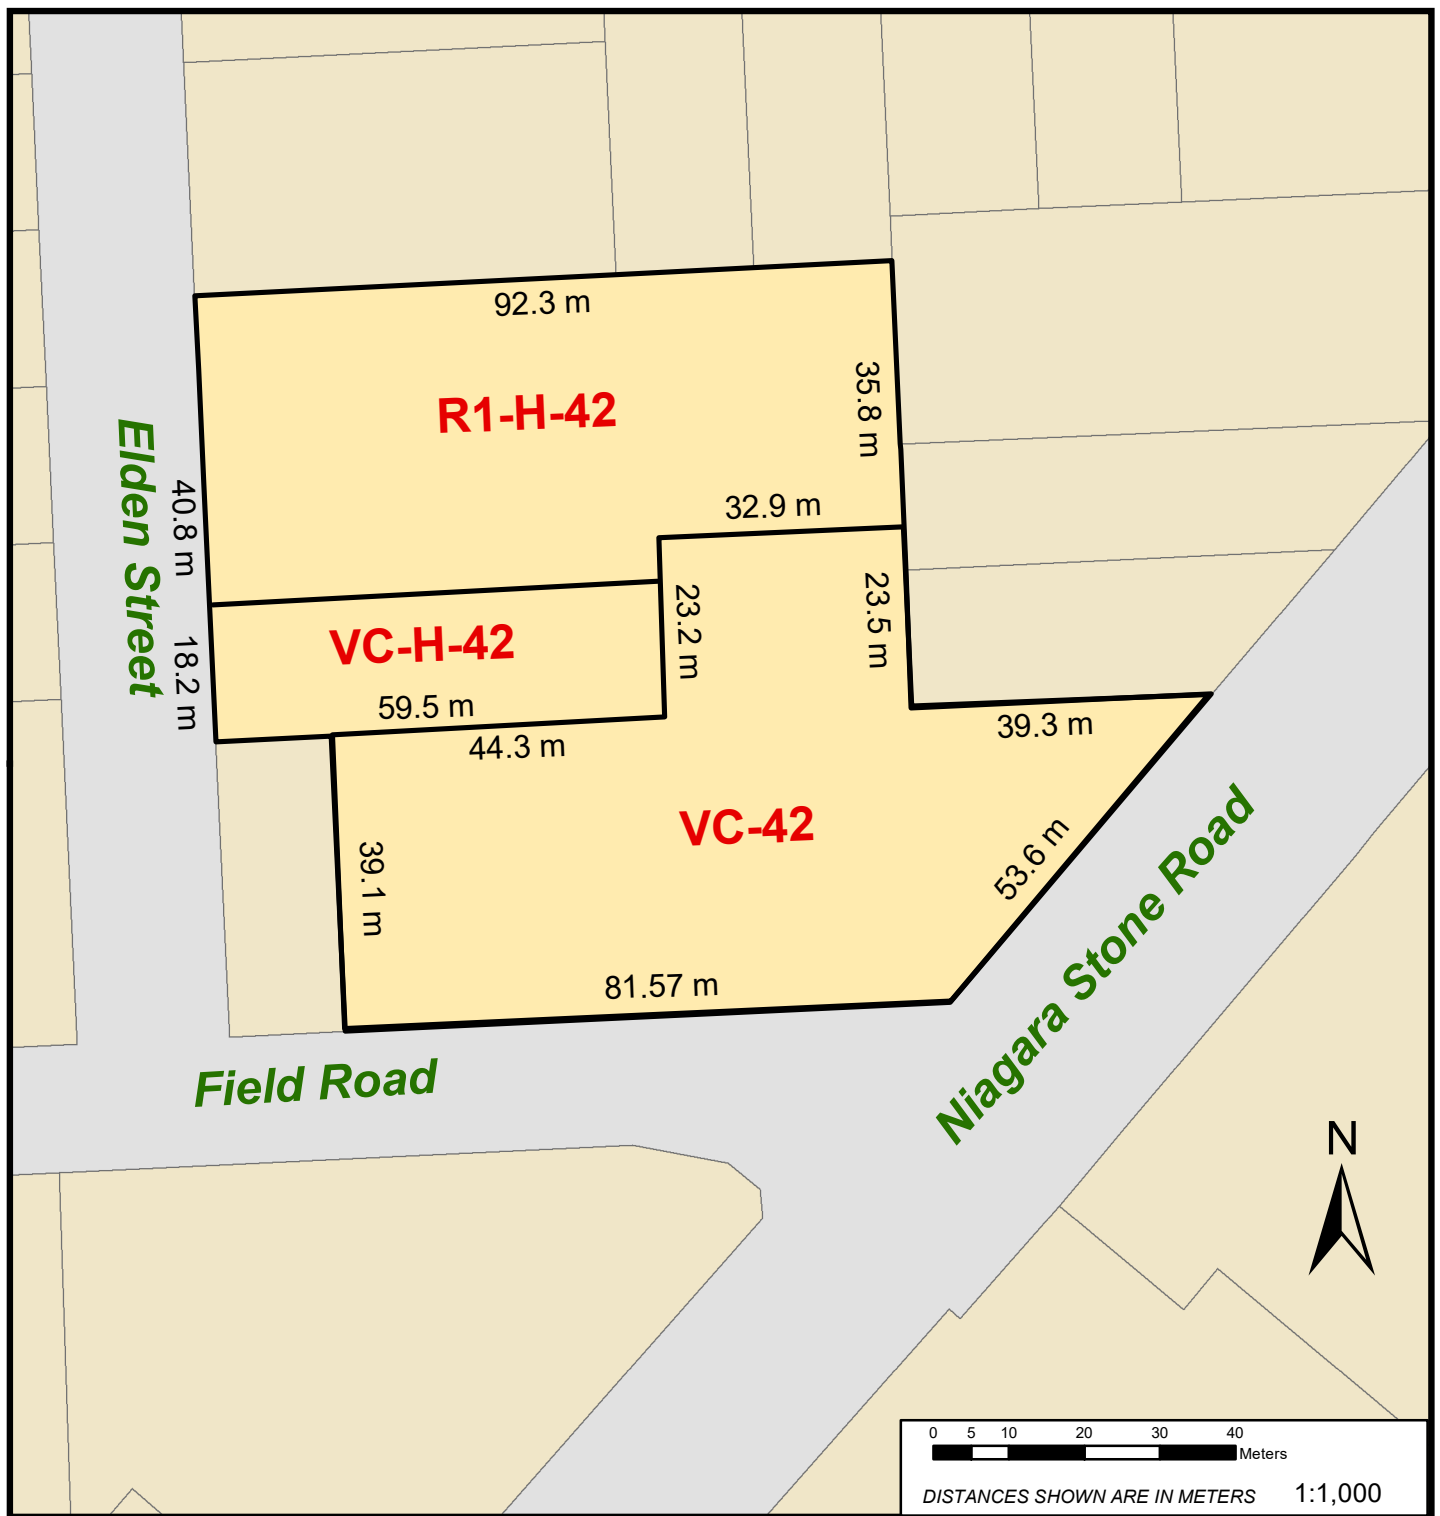 92.3 m
R1-H-42
35.8 m
32.9 m
Elden Street
40.8 m
18.2 m
VC-H-42
23.2 m
23.5 m
59.5 m
44.3 m
39.3 m
VC-42
39.1 m
53.6 m
81.57 m
Niagara Stone Road
Field Road
N
0 5 10 20 30 40
Meters
DISTANCES SHOWN ARE IN METERS 1:1,000